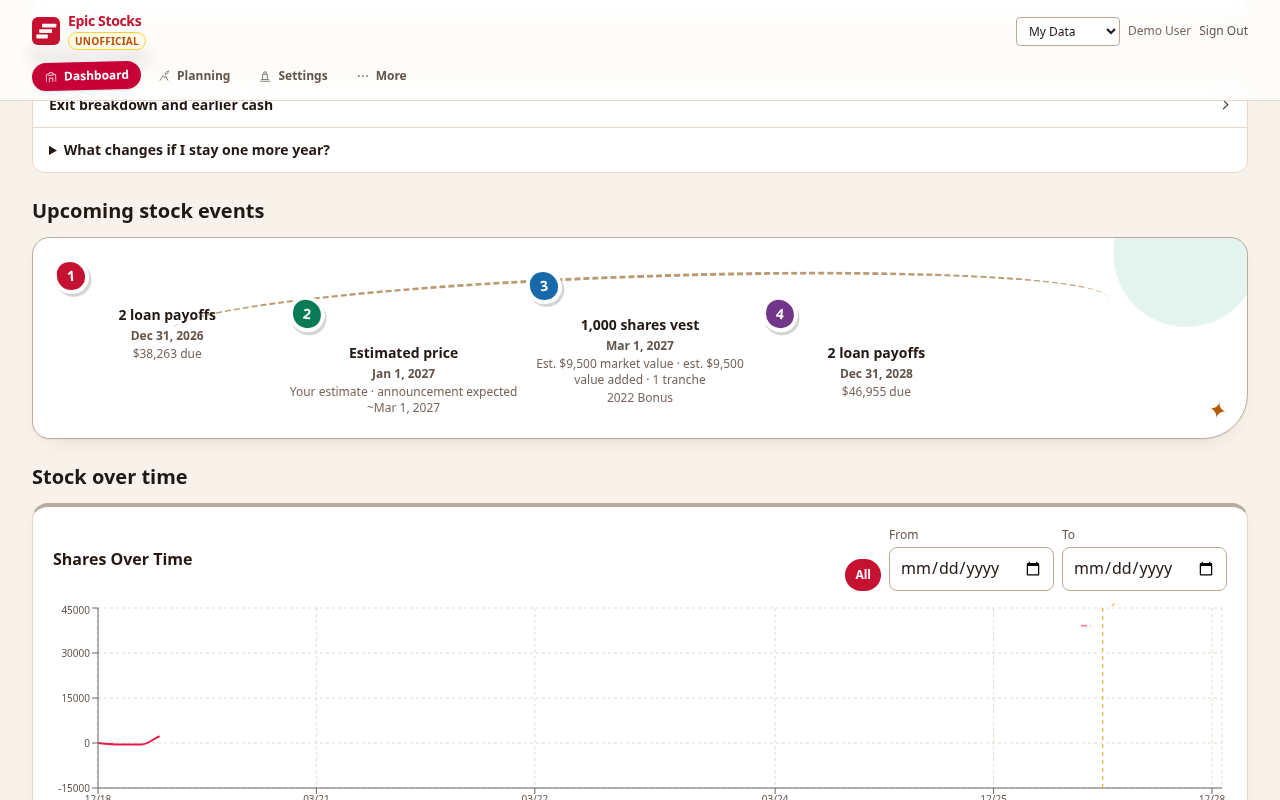 Epic Stocks
UNOFFICIAL
My Data
Demo User
Sign Out
Dashboard
Planning
Settings
More
Exit breakdown and earlier cash
What changes if I stay one more year?
Upcoming stock events
1
2 loan payoffs
Dec 31, 2026
$38,263 due
2
Estimated price
Jan 1, 2027
Your estimate · announcement expected
~Mar 1, 2027
3
1,000 shares vest
Mar 1, 2027
Est. $9,500 market value · est. $9,500
value added · 1 tranche
2022 Bonus
4
2 loan payoffs
Dec 31, 2028
$46,955 due
Stock over time
Shares Over Time
All
From
mm/dd/yyyy
To
mm/dd/yyyy
45000
30000
15000
0
-15000
12/18
03/21
03/22
03/24
12/25
12/28